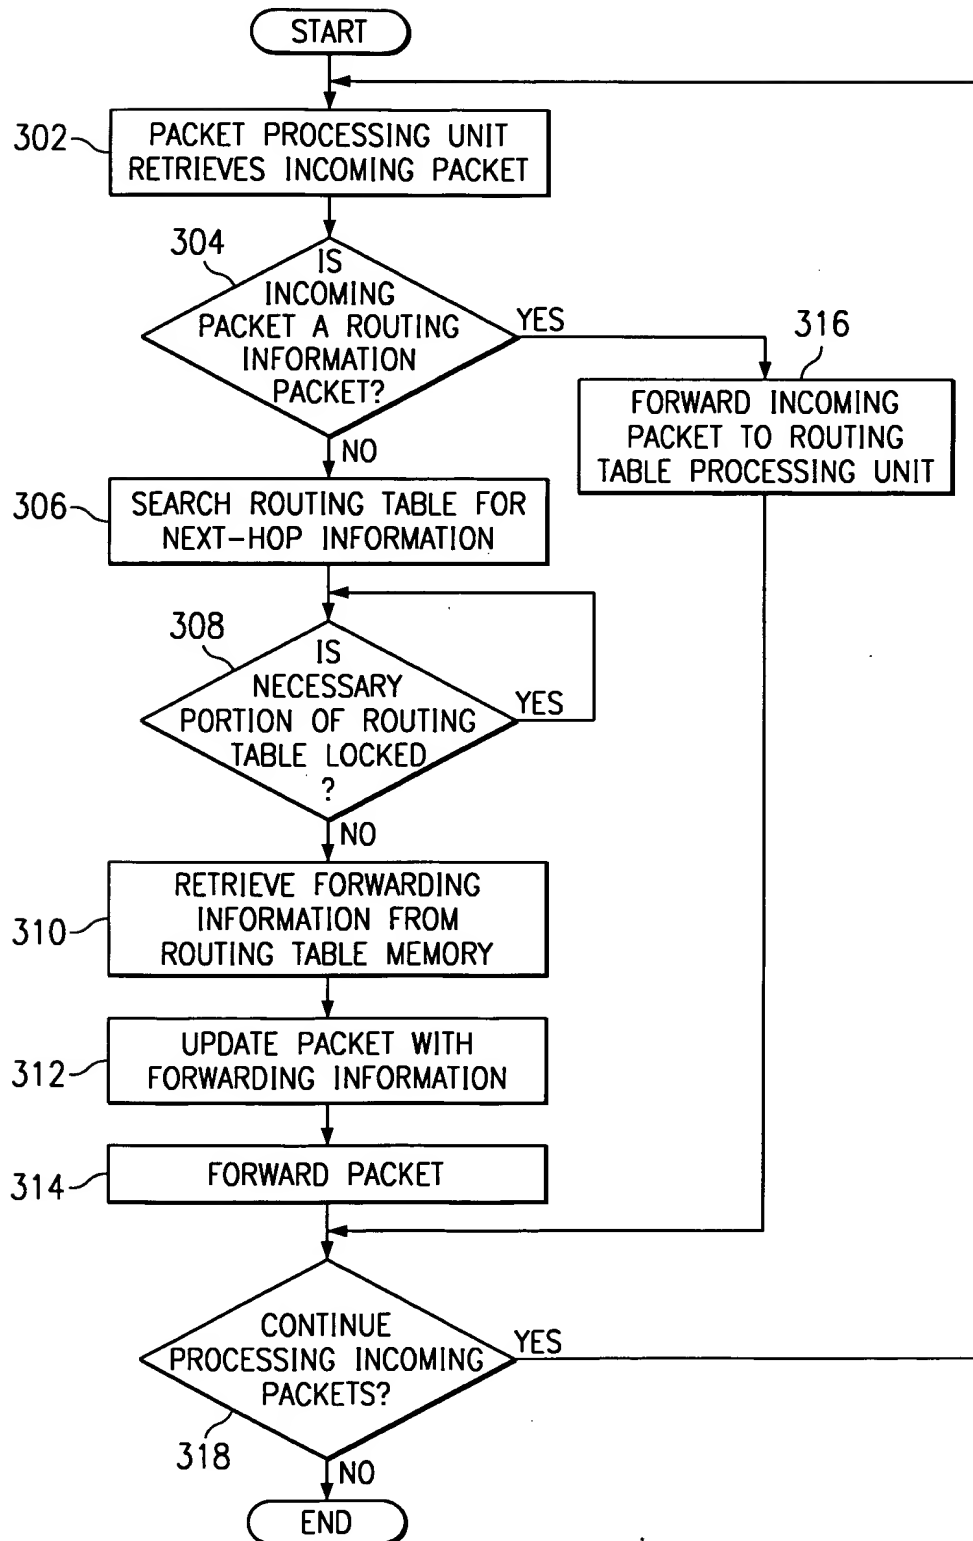 START
302
PACKET PROCESSING UNIT
RETRIEVES INCOMING PACKET
304
IS
INCOMING
PACKET A ROUTING
INFORMATION
PACKET?
YES
NO
316
FORWARD INCOMING
PACKET TO ROUTING
TABLE PROCESSING UNIT
306
SEARCH ROUTING TABLE FOR
NEXT-HOP INFORMATION
308
IS
NECESSARY
PORTION OF ROUTING
TABLE LOCKED
?
YES
NO
310
RETRIEVE FORWARDING
INFORMATION FROM
ROUTING TABLE MEMORY
312
UPDATE PACKET WITH
FORWARDING INFORMATION
314
FORWARD PACKET
CONTINUE
PROCESSING INCOMING
PACKETS?
YES
318
NO
END